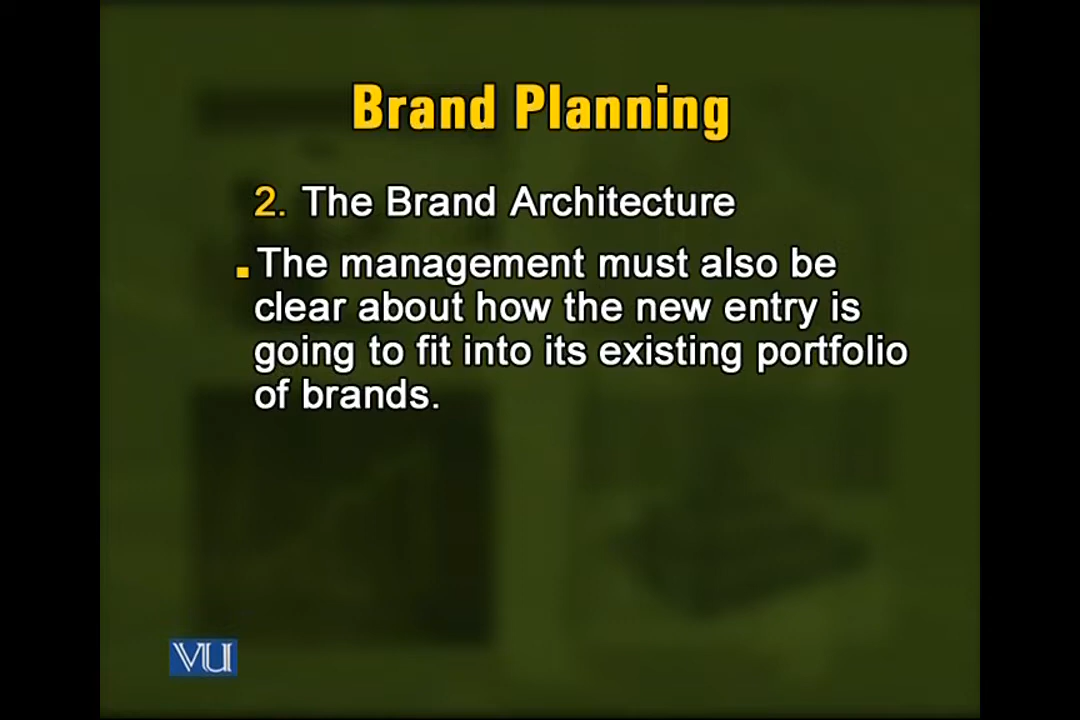 Brand Planning
2. The Brand Architecture
▪The management must also be
clear about how the new entry is
going to fit into its existing portfolio
of brands.
VU